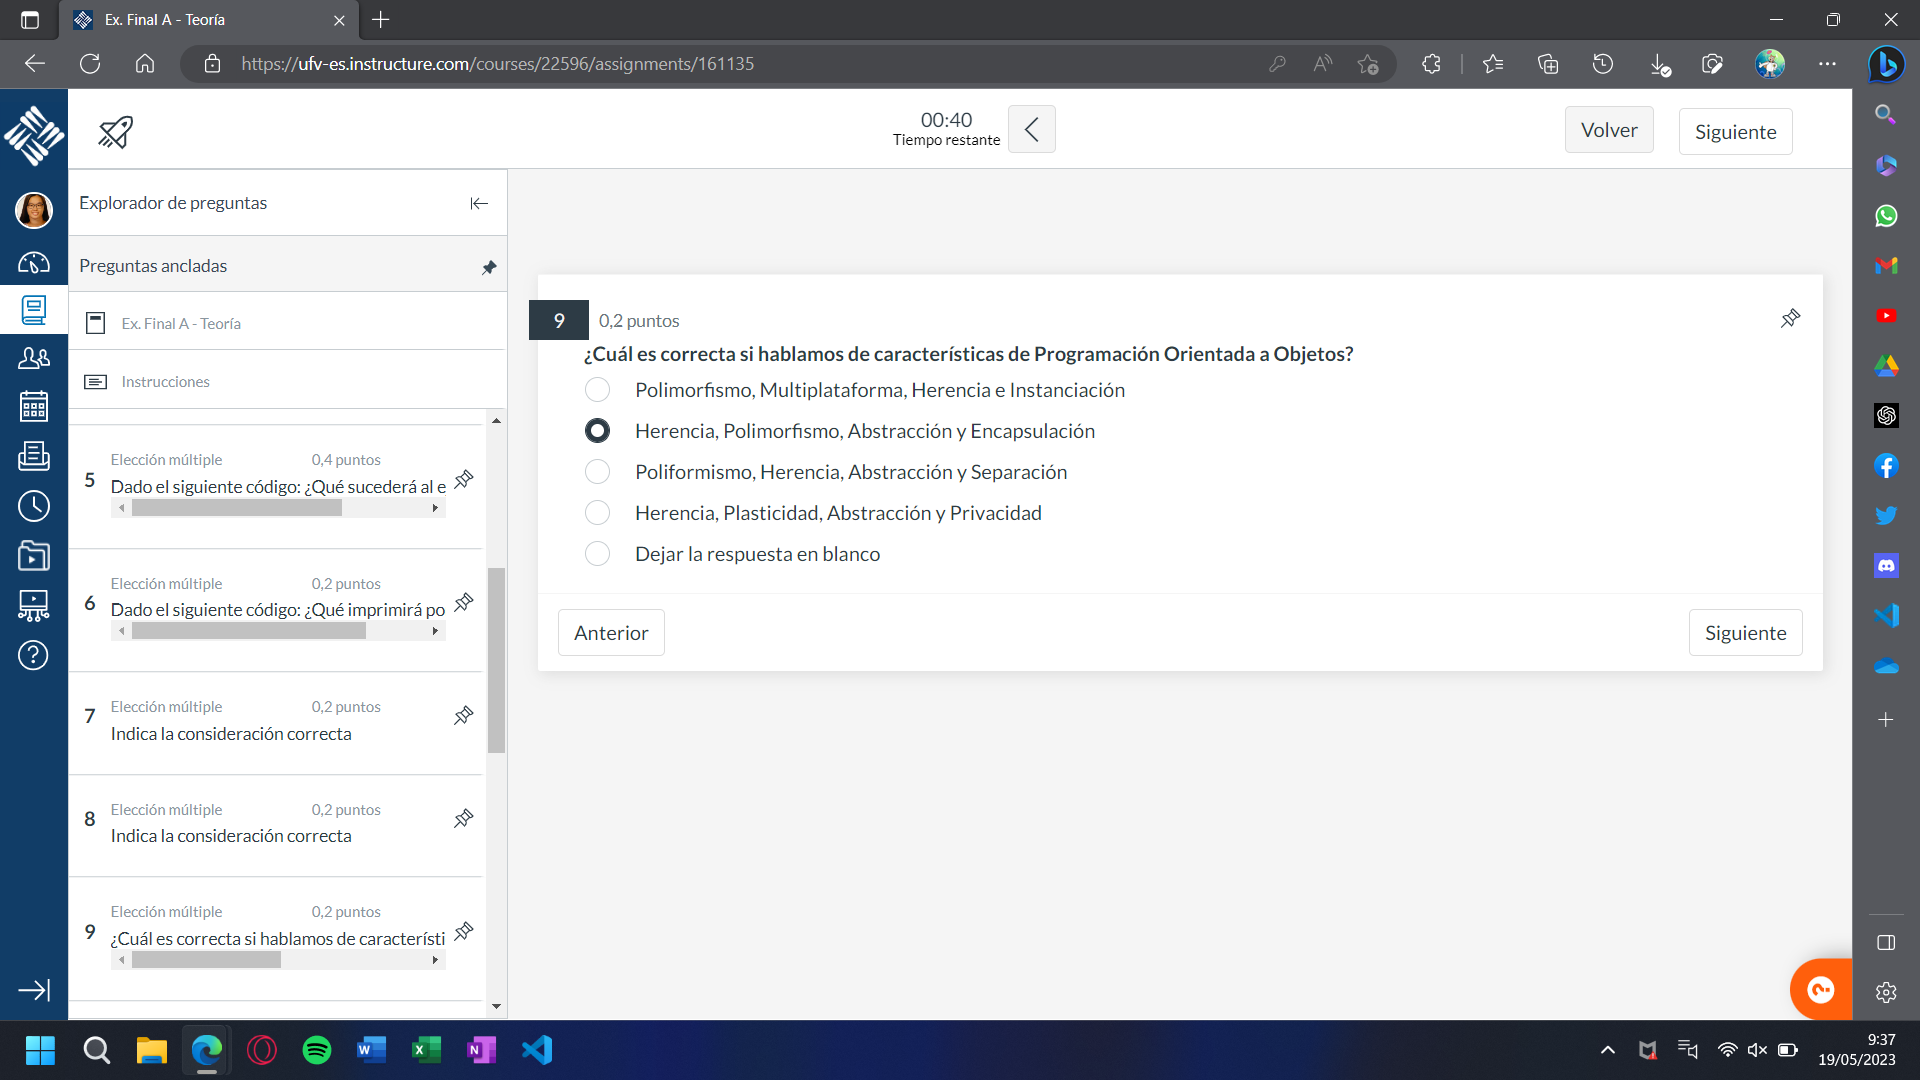 Ex. Final A - Teoría
https://ufv-es.instructure.com/courses/22596/assignments/161135
00:40
Tiempo restante
Volver
Siguiente
Explorador de preguntas
Preguntas ancladas
Ex. Final A - Teoría
Instrucciones
5
Elección múltiple
0,4 puntos
Dado el siguiente código: ¿Qué sucederá al e
6
Elección múltiple
0,2 puntos
Dado el siguiente código: ¿Qué imprimirá po
7
Elección múltiple
0,2 puntos
Indica la consideración correcta
8
Elección múltiple
0,2 puntos
Indica la consideración correcta
9
Elección múltiple
0,2 puntos
¿Cuál es correcta si hablamos de característi
9
0,2 puntos
¿Cuál es correcta si hablamos de características de Programación Orientada a Objetos?
Polimorfismo, Multiplataforma, Herencia e Instanciación
Herencia, Polimorfismo, Abstracción y Encapsulación
Poliformismo, Herencia, Abstracción y Separación
Herencia, Plasticidad, Abstracción y Privacidad
Dejar la respuesta en blanco
Anterior
Siguiente
9:37
19/05/2023